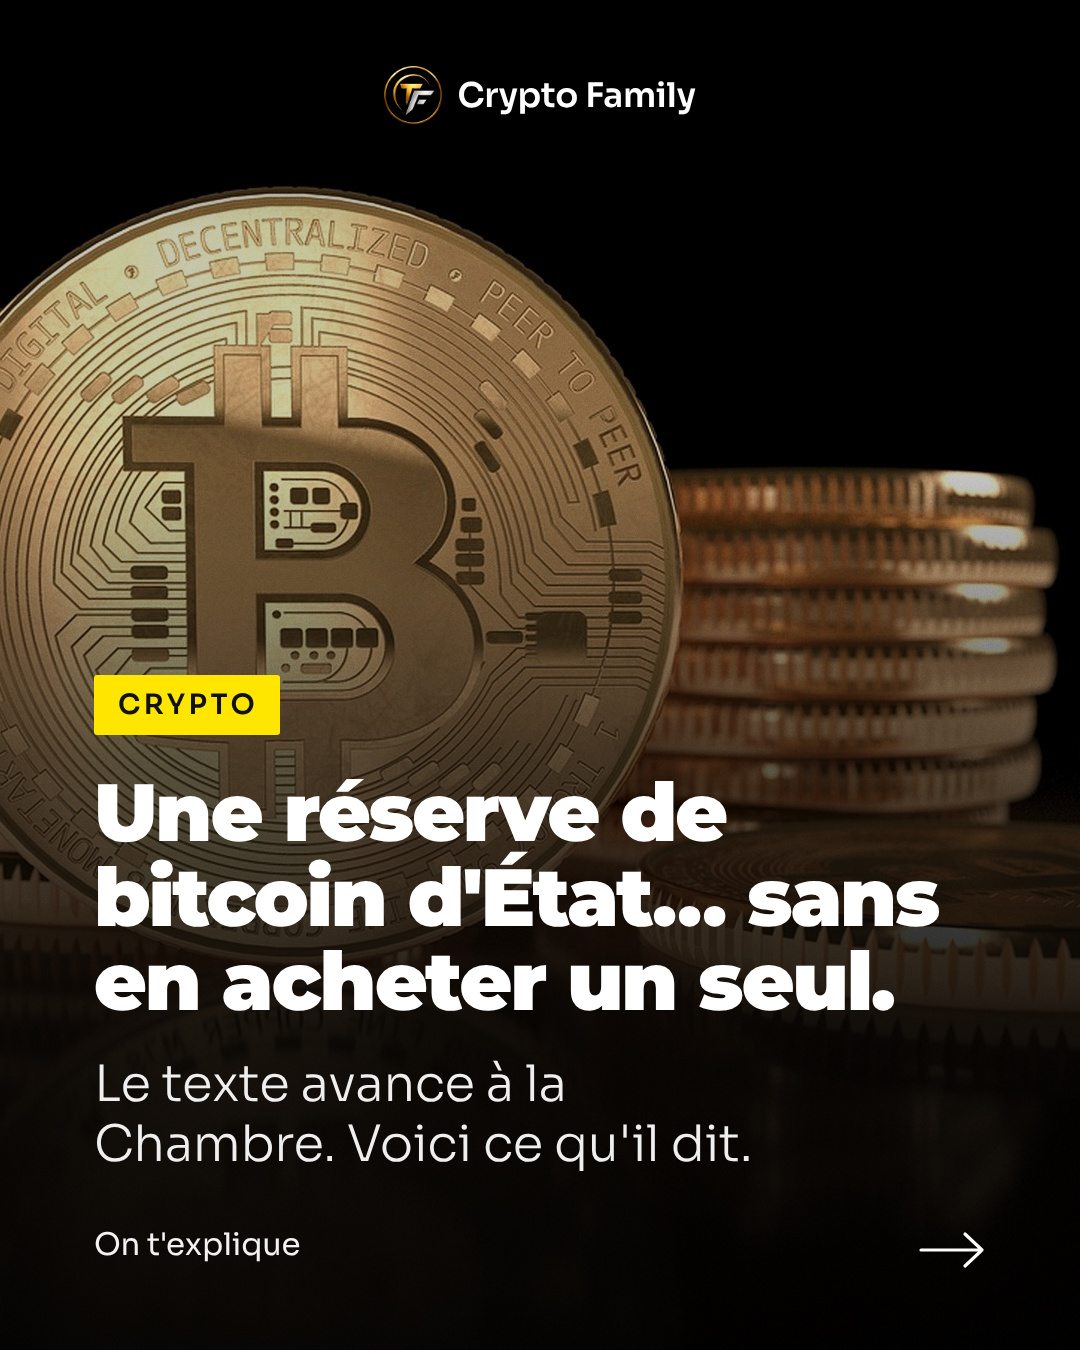 Crypto Family
DIGITAL • DECENTRALIZED • PEER TO PEER
CRYPTO
Une réserve de
bitcoin d'État... sans
en acheter un seul.
Le texte avance à la
Chambre. Voici ce qu'il dit.
On t'explique